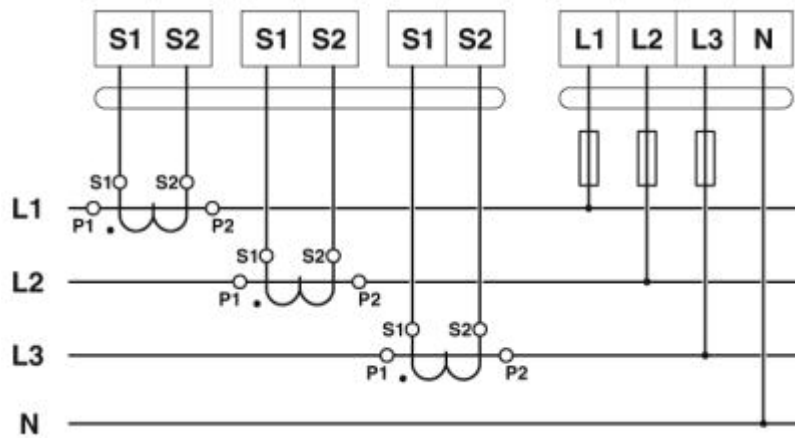 S1 S2 S1 S2 S1 S2 L1 L2 L3 N
S1 S2
L1
P1 P2
S1 S2
L2
P1 P2
S1 S2
L3
P1 P2
N